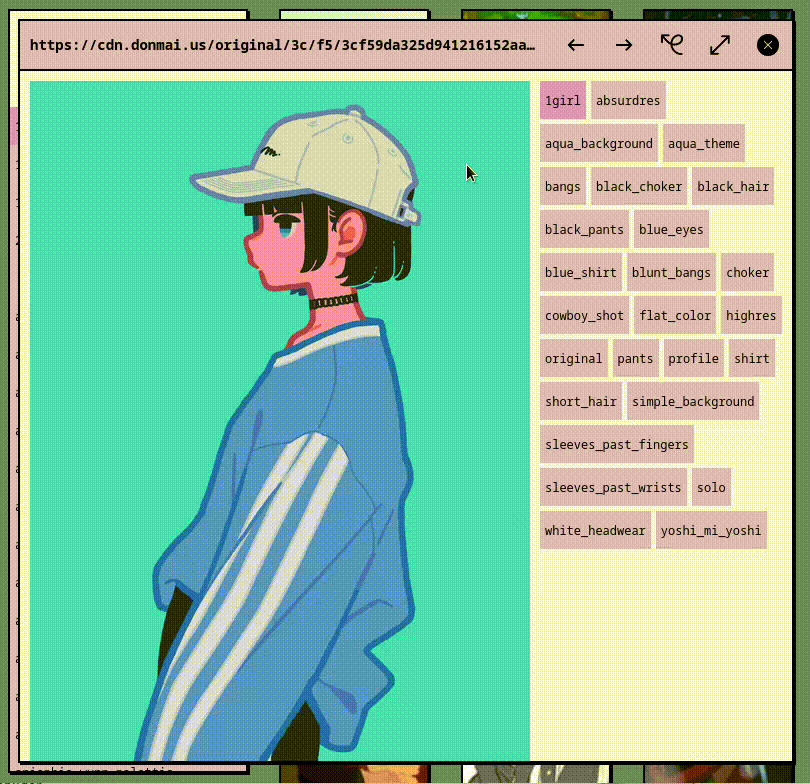 https://cdn.donmai.us/original/3c/f5/3cf59da325d941216152aa…
1girl absurdres
aqua_background aqua_theme
bangs black_choker black_hair
black_pants blue_eyes
blue_shirt blunt_bangs choker
cowboy_shot flat_color highres
original pants profile shirt
short_hair simple_background
sleeves_past_fingers
sleeves_past_wrists solo
white_headwear yoshi_mi_yoshi